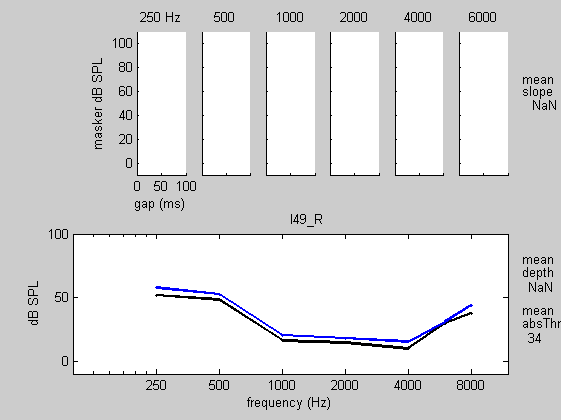 250 Hz 500 1000 2000 4000 6000
100
80
60
40
20
0
masker dB SPL
0 50 100
gap (ms)
mean
slope
NaN
I49_R
100
50
0
dB SPL
250 500 1000 2000 4000 8000
frequency (Hz)
mean
depth
NaN
mean
absThr
34